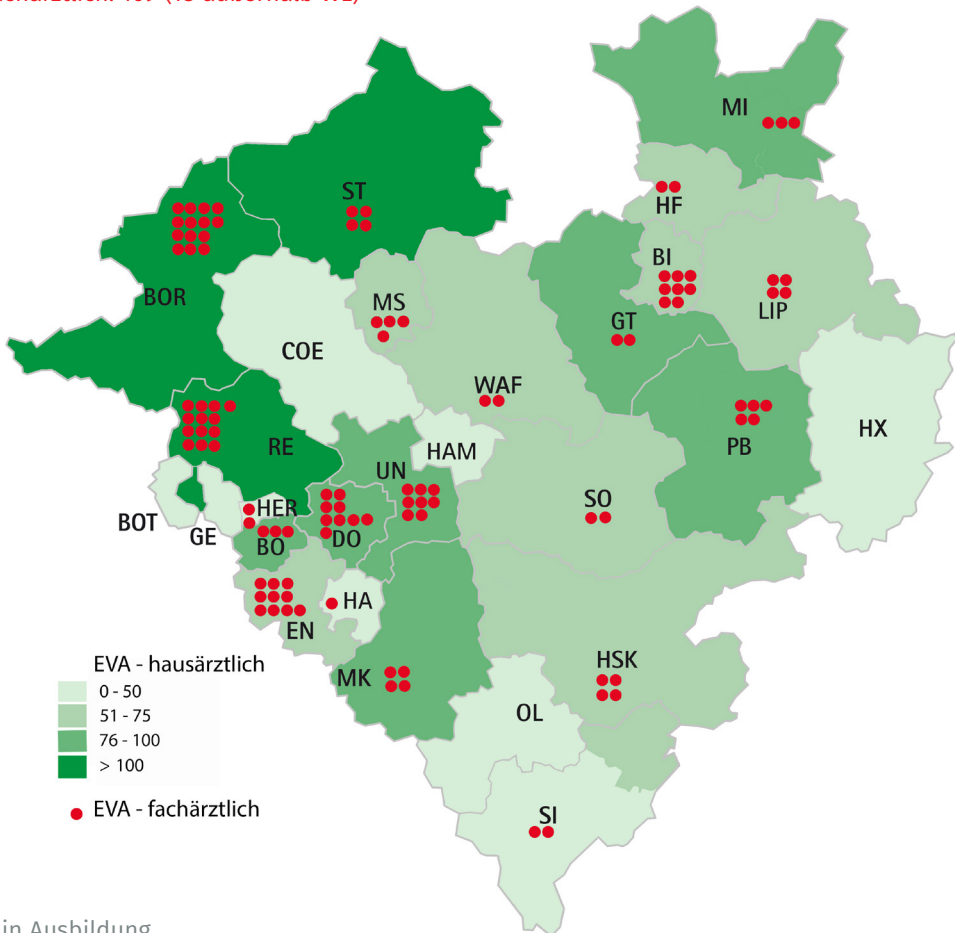 MI
ST
HF
BI
BOR
MS
LIP
GT
COE
WAF
HX
RE
HAM
PB
UN
SO
HER
BOT
GE
BO
DO
HA
EN
EVA - hausärztlich
0 - 50
51 - 75
76 - 100
> 100
EVA - fachärztlich
MK
HSK
OL
SI
in Ausbildung